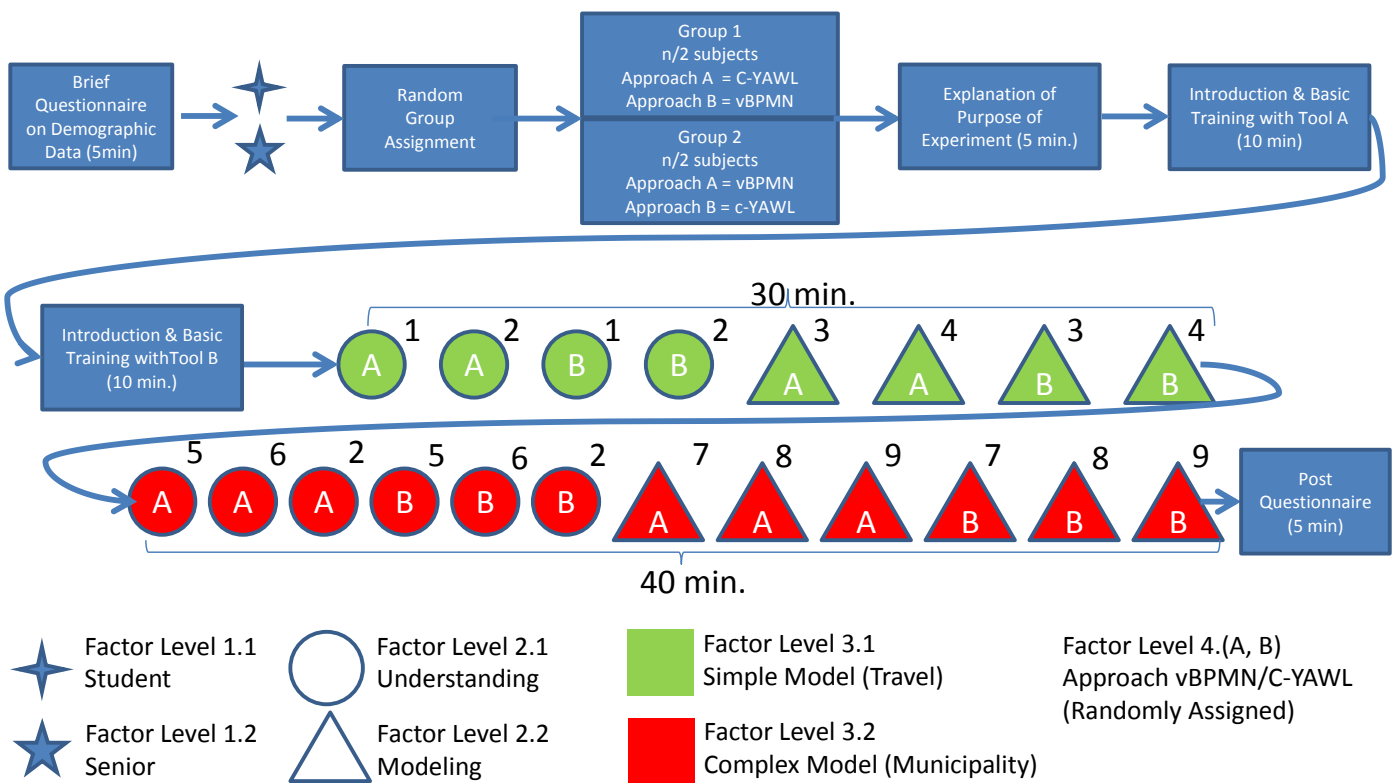 Brief
Questionnaire
on Demographic
Data (5min)
Random
Group
Assignment
Group 1
n/2 subjects
Approach A = C-YAWL
Approach B = vBPMN
Group 2
n/2 subjects
Approach A = vBPMN
Approach B = c-YAWL
Explanation of
Purpose of
Experiment (5 min.)
Introduction & Basic
Training with Tool A
(10 min)
Introduction & Basic
Training withTool B
(10 min.)
30 min.
1 2 1 2 3 4 3 4
A A B B A A B B
5 6 2 5 6 2 7 8 9 7 8 9
A A A B B B A A A B B B
Post
Questionnaire
(5 min)
40 min.
Factor Level 1.1
Student
Factor Level 1.2
Senior
Factor Level 2.1
Understanding
Factor Level 2.2
Modeling
Factor Level 3.1
Simple Model (Travel)
Factor Level 3.2
Complex Model (Municipality)
Factor Level 4.(A, B)
Approach vBPMN/C-YAWL
(Randomly Assigned)